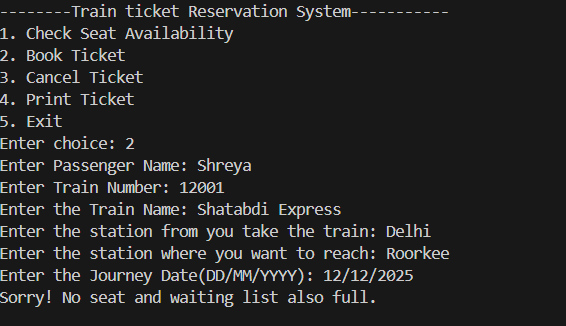 --------Train ticket Reservation System-----------
1. Check Seat Availability
2. Book Ticket
3. Cancel Ticket
4. Print Ticket
5. Exit
Enter choice: 2
Enter Passenger Name: Shreya
Enter Train Number: 12001
Enter the Train Name: Shatabdi Express
Enter the station from you take the train: Delhi
Enter the station where you want to reach: Roorkee
Enter the Journey Date(DD/MM/YYYY): 12/12/2025
Sorry! No seat and waiting list also full.